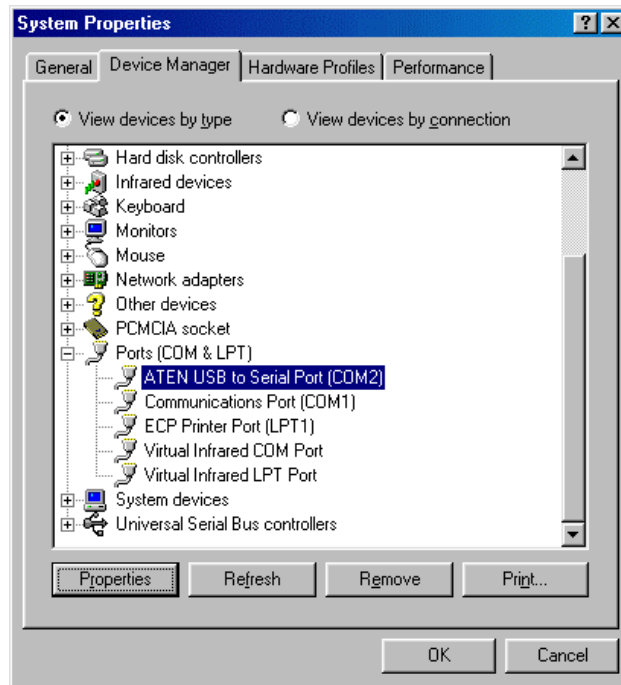 System Properties
General Device Manager Hardware Profiles Performance
View devices by type View devices by connection
Hard disk controllers
Infrared devices
Keyboard
Monitors
Mouse
Network adapters
Other devices
PCMCIA socket
Ports (COM & LPT)
ATEN USB to Serial Port (COM2)
Communications Port (COM1)
ECP Printer Port (LPT1)
Virtual Infrared COM Port
Virtual Infrared LPT Port
System devices
Universal Serial Bus controllers
Properties Refresh Remove Print...
OK Cancel